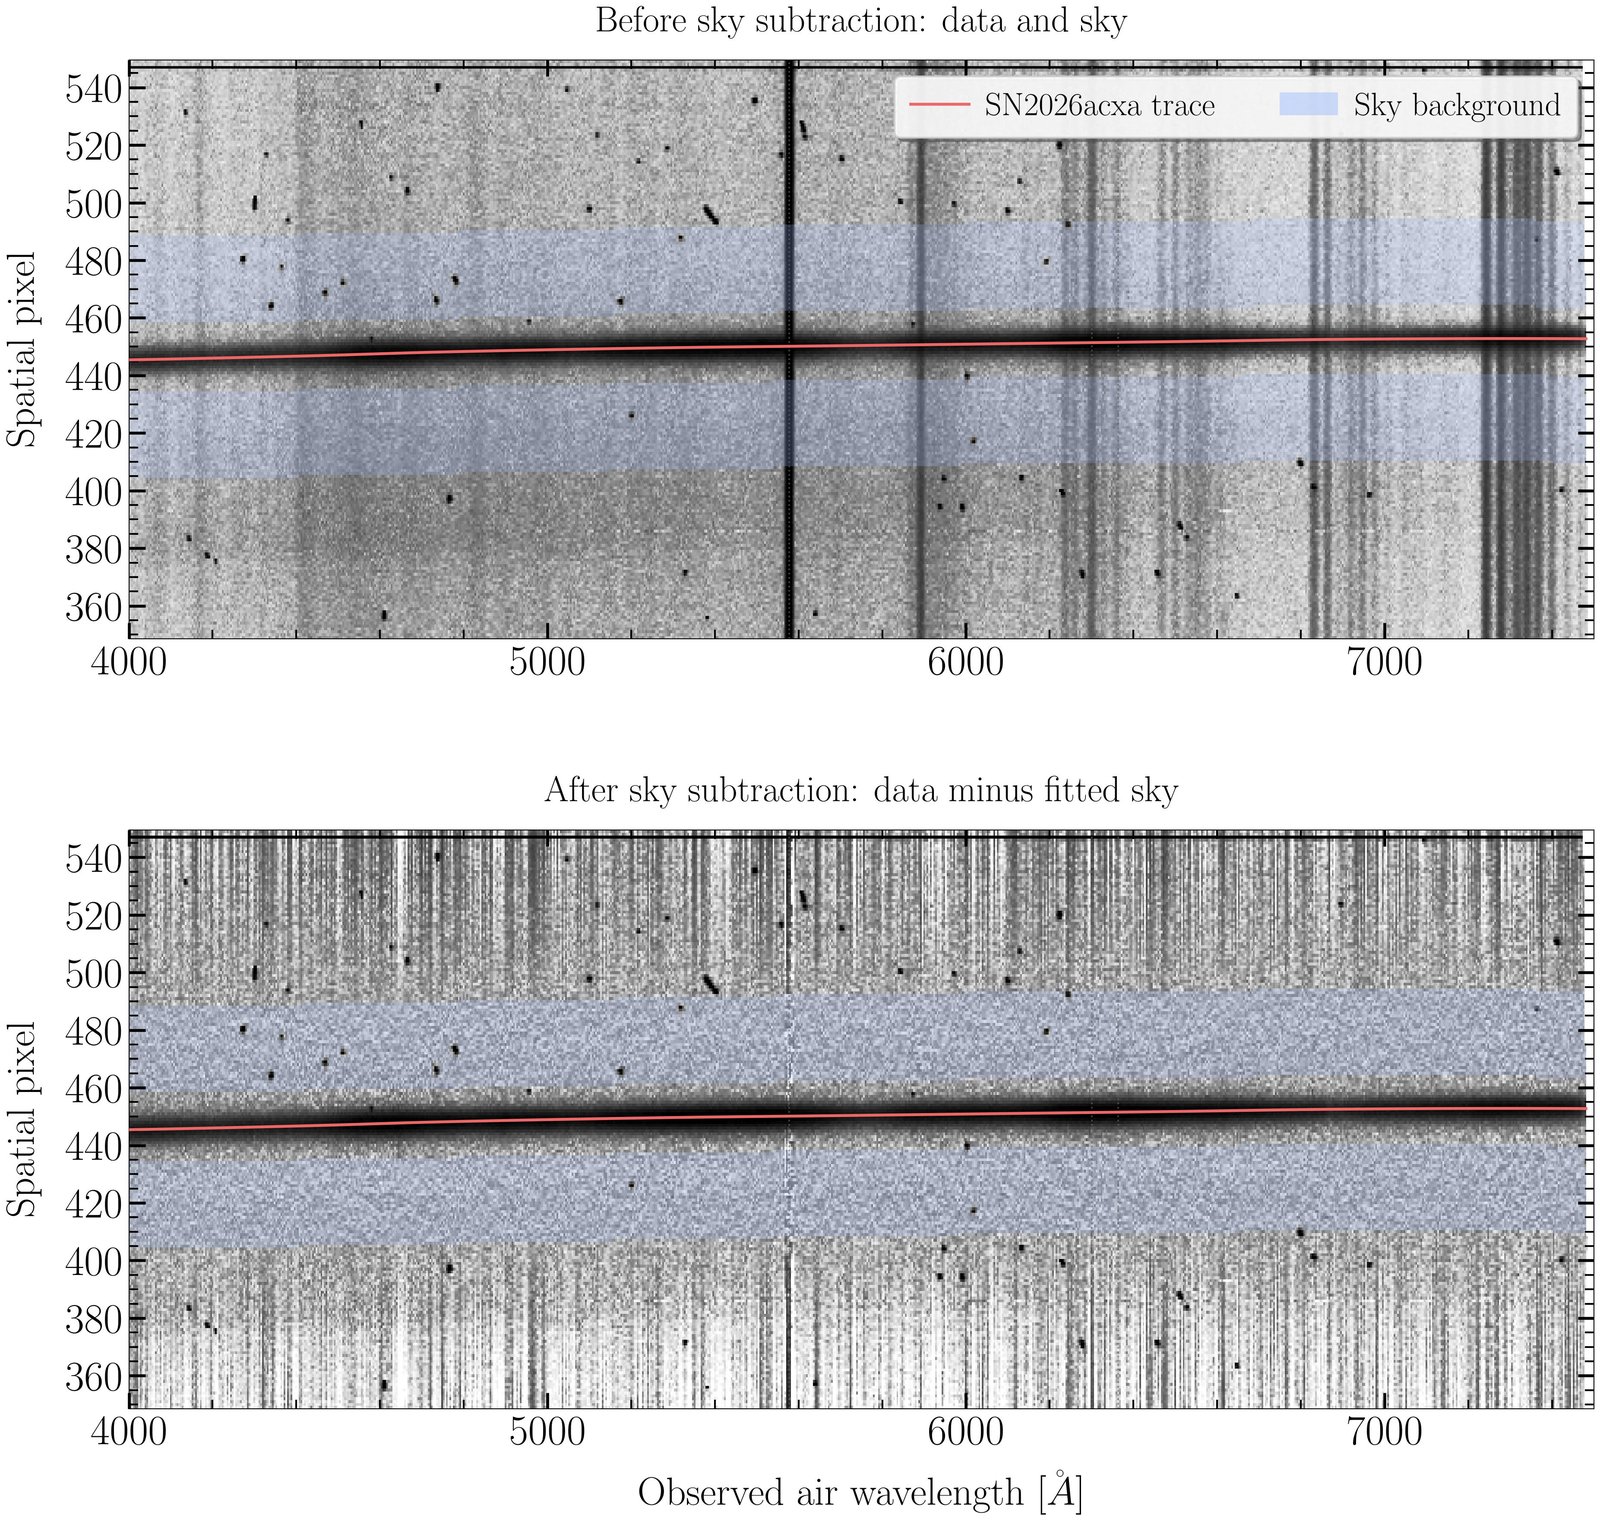 Before sky subtraction: data and sky
SN2026acxa trace
Sky background
540
520
500
480
460
440
420
400
380
360
Spatial pixel
4000 5000 6000 7000
After sky subtraction: data minus fitted sky
540
520
500
480
460
440
420
400
380
360
Spatial pixel
4000 5000 6000 7000
Observed air wavelength [Å]